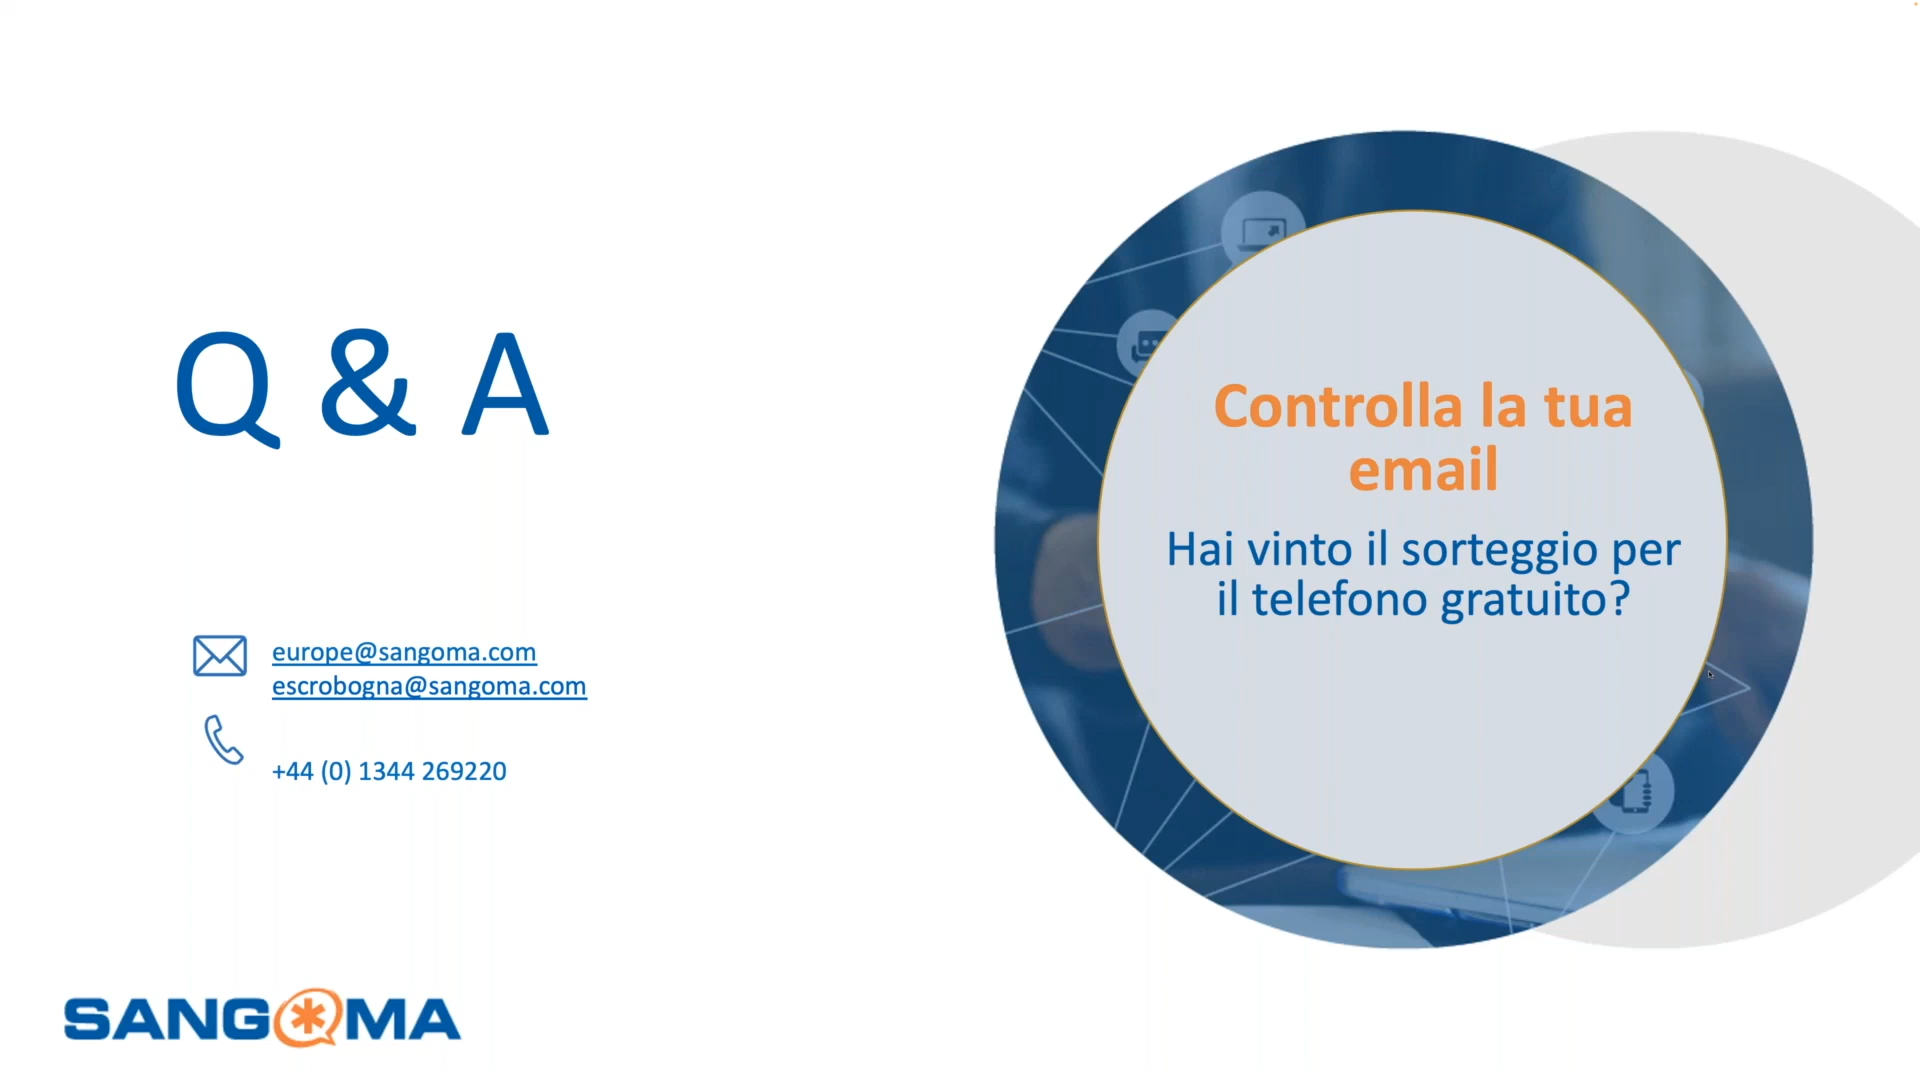 Q & A
europe@sangoma.com
escrobogna@sangoma.com
+44 (0) 1344 269220
Controlla la tua
email
Hai vinto il sorteggio per
il telefono gratuito?
SANGOMA